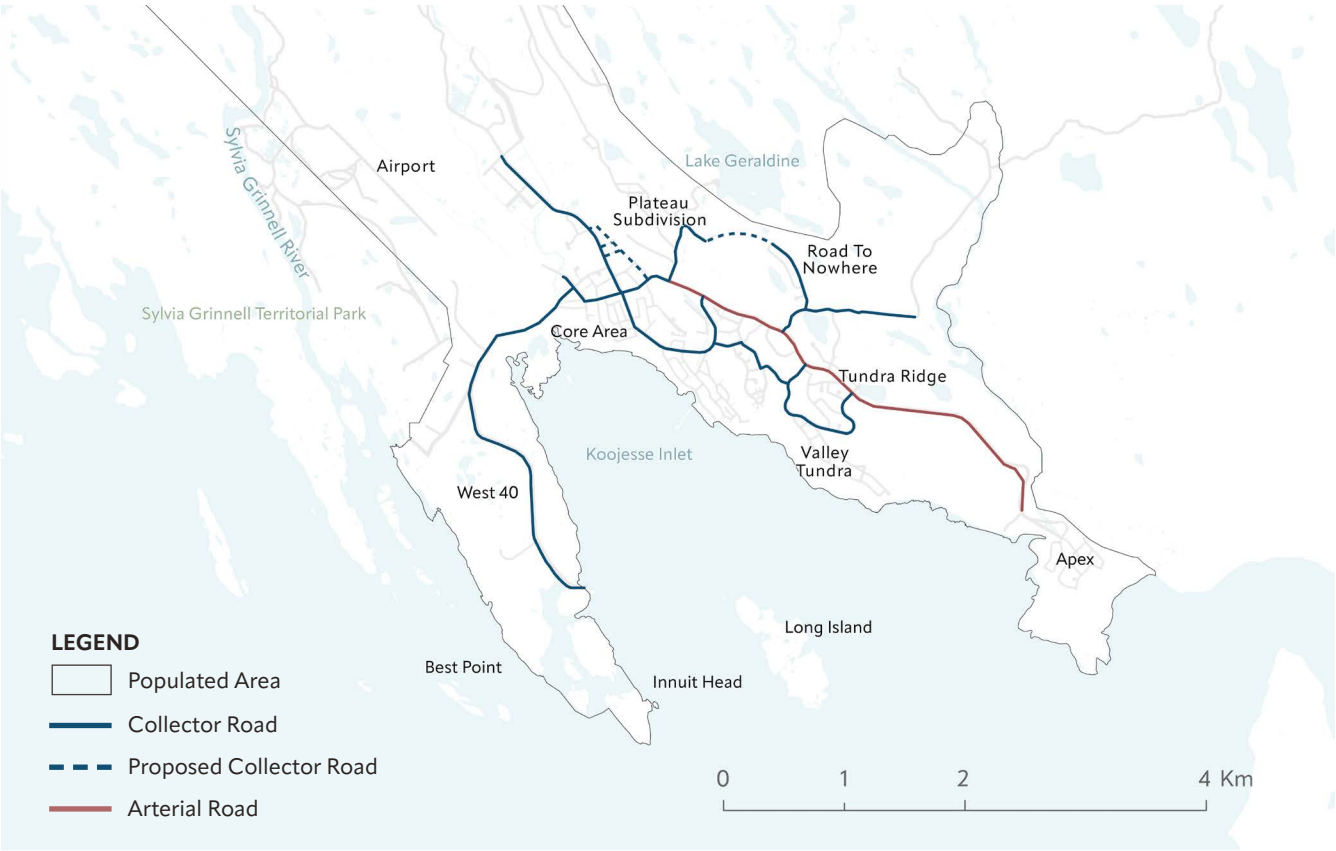 Sylvia Grinnell River
Airport
Lake Geraldine
Plateau
Subdivision
Road To
Nowhere
Sylvia Grinnell Territorial Park
Core Area
Tundra Ridge
Koojesse Inlet
Valley
Tundra
West 40
Apex
Long Island
Best Point
Innuit Head
LEGEND
Populated Area
Collector Road
Proposed Collector Road
Arterial Road
0 1 2 4 Km